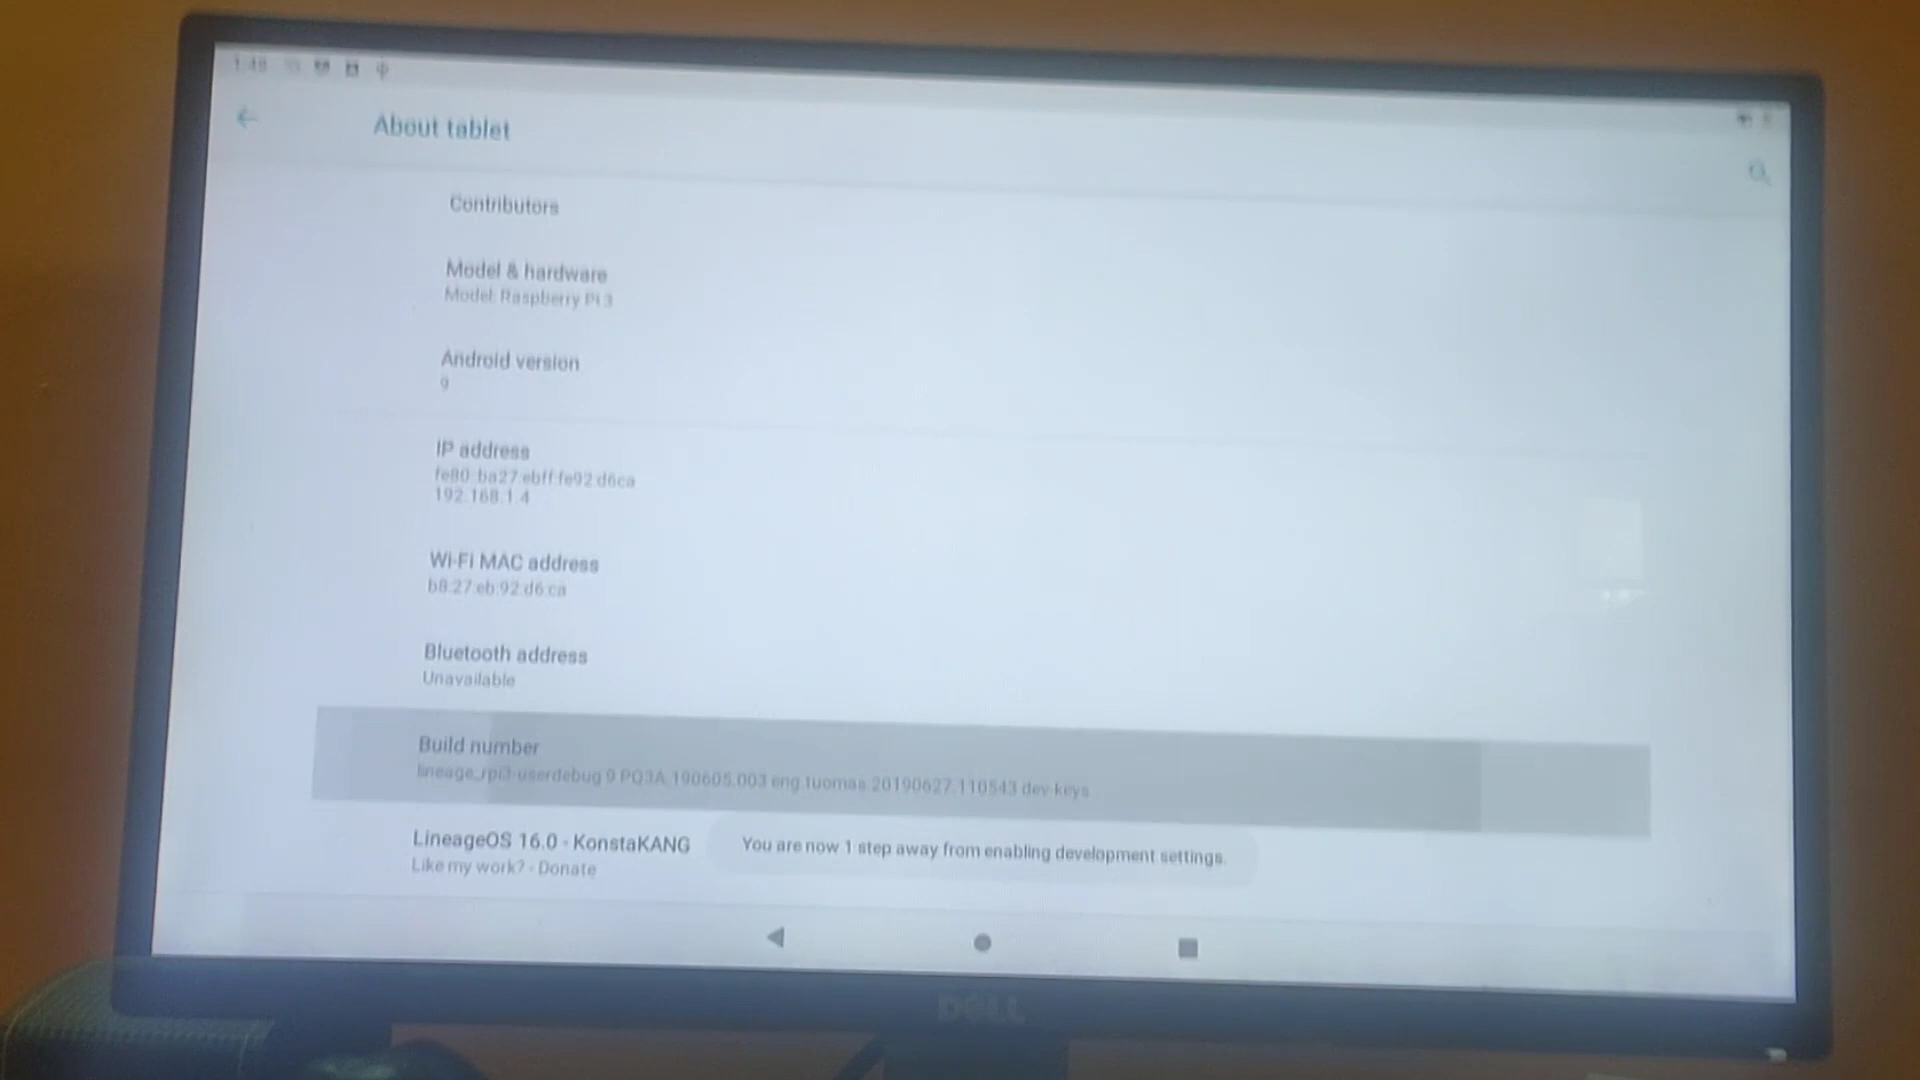 1:48
About tablet
Contributors
Model & hardware
Model: Raspberry Pi 3
Android version
9
IP address
fe80::ba27:ebff:fe92:d6ca
192.168.1.4
Wi-Fi MAC address
b8:27:eb:92:d6:ca
Bluetooth address
Unavailable
Build number
lineage_rpi3-userdebug 9 PQ3A.190605.003 eng.tuomas.20190627.110543 dev-keys
LineageOS 16.0 - KonstaKANG
Like my work? - Donate
You are now 1 step away from enabling development settings.
DELL